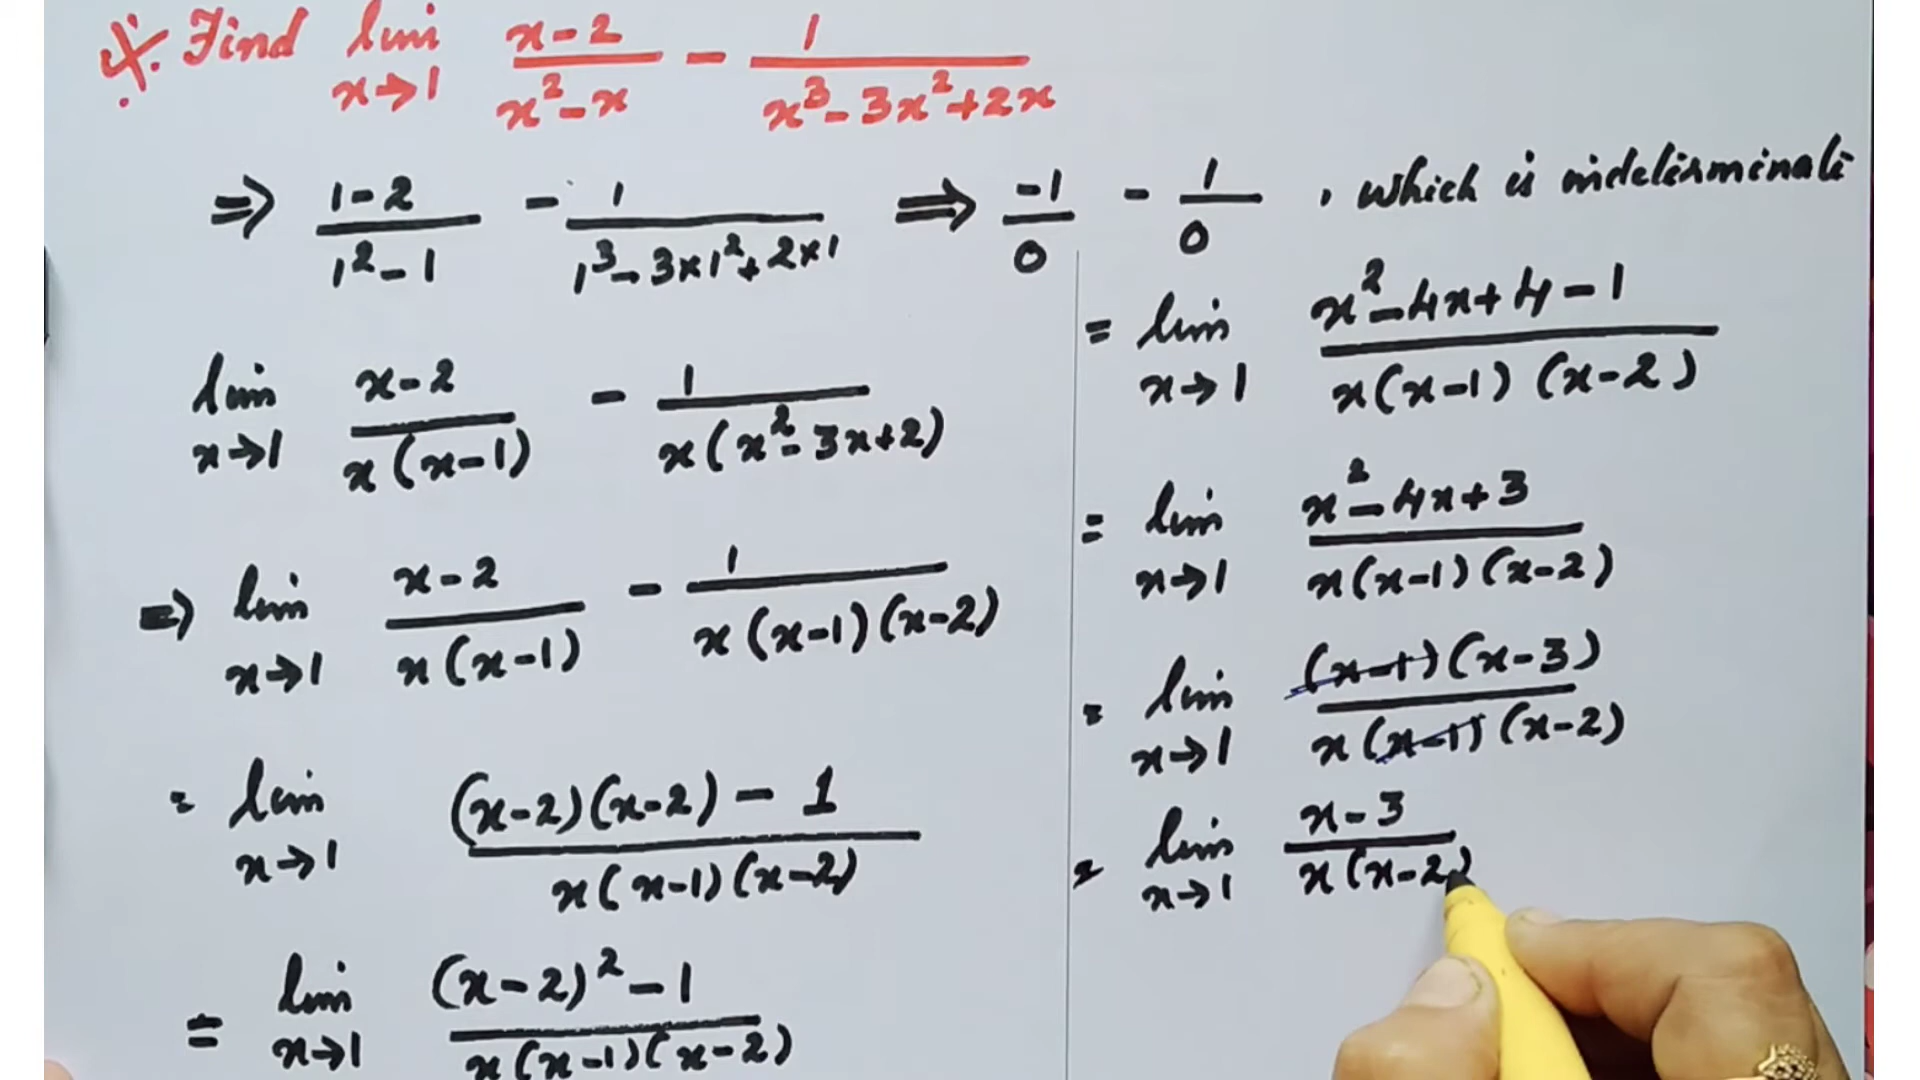 Find lim x→1 (x-2)/(x²-x) - 1/(x³-3x²+2x)
⇒ (1-2)/(1²-1) - 1/(1³-3×1²+2×1) ⇒ -1/0 - 1/0, which is indeterminate
lim x→1 (x-2)/(x(x-1)) - 1/(x(x²-3x+2))
⇒ lim x→1 (x-2)/(x(x-1)) - 1/(x(x-1)(x-2))
= lim x→1 ((x-2)(x-2) - 1)/(x(x-1)(x-2))
= lim x→1 ((x-2)² - 1)/(x(x-1)(x-2))
= lim x→1 (x²-4x+4-1)/(x(x-1)(x-2))
= lim x→1 (x²-4x+3)/(x(x-1)(x-2))
= lim x→1 ((x-1)(x-3))/(x(x-1)(x-2))
= lim x→1 (x-3)/(x(x-2))